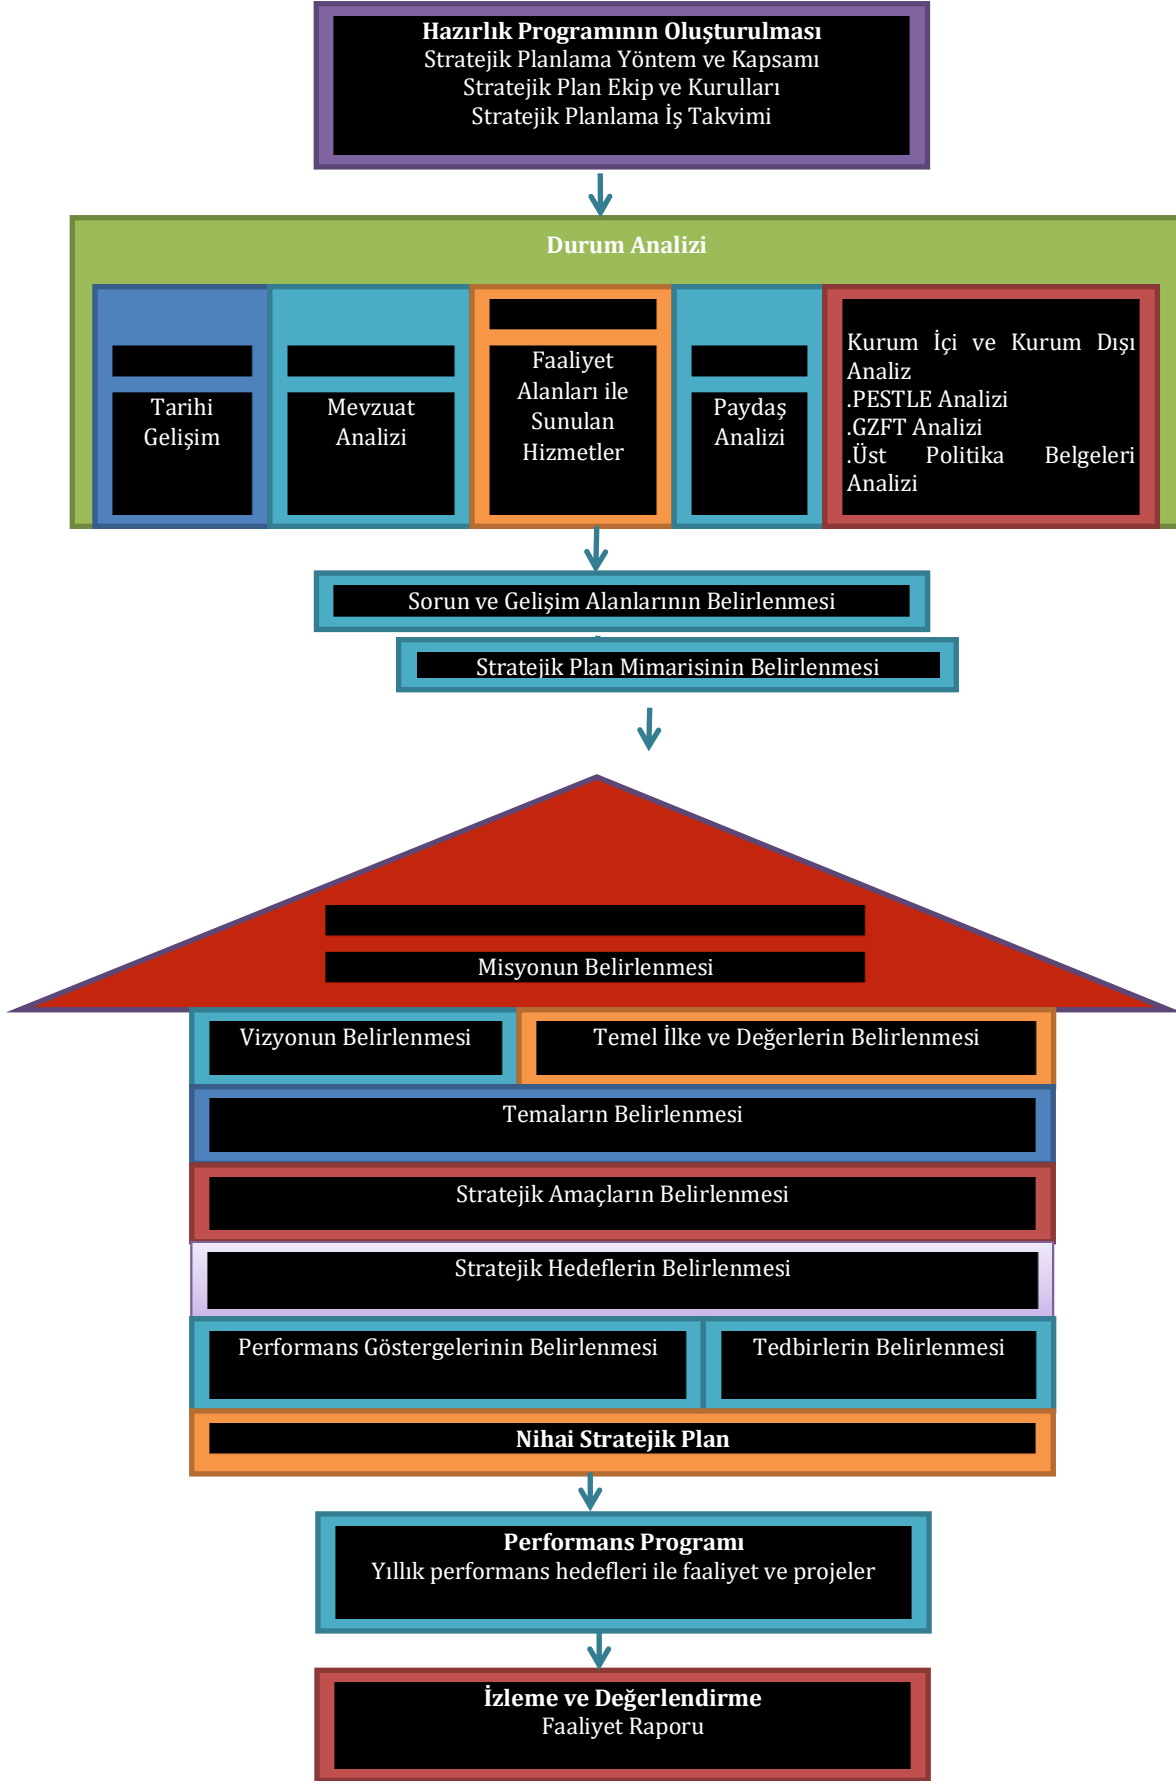 Hazırlık Programının Oluşturulması
Stratejik Planlama Yöntem ve Kapsamı
Stratejik Plan Ekip ve Kurulları
Stratejik Planlama İş Takvimi
Durum Analizi
Tarihi
Gelişim
Mevzuat
Analizi
Faaliyet
Alanları ile
Sunulan
Hizmetler
Paydaş
Analizi
Kurum İçi ve Kurum Dışı
Analiz
.PESTLE Analizi
.GZFT Analizi
.Üst Politika Belgeleri
Analizi
Sorun ve Gelişim Alanlarının Belirlenmesi
Stratejik Plan Mimarisinin Belirlenmesi
Misyonun Belirlenmesi
Vizyonun Belirlenmesi
Temel İlke ve Değerlerin Belirlenmesi
Temaların Belirlenmesi
Stratejik Amaçların Belirlenmesi
Stratejik Hedeflerin Belirlenmesi
Performans Göstergelerinin Belirlenmesi
Tedbirlerin Belirlenmesi
Nihai Stratejik Plan
Performans Programı
Yıllık performans hedefleri ile faaliyet ve projeler
İzleme ve Değerlendirme
Faaliyet Raporu